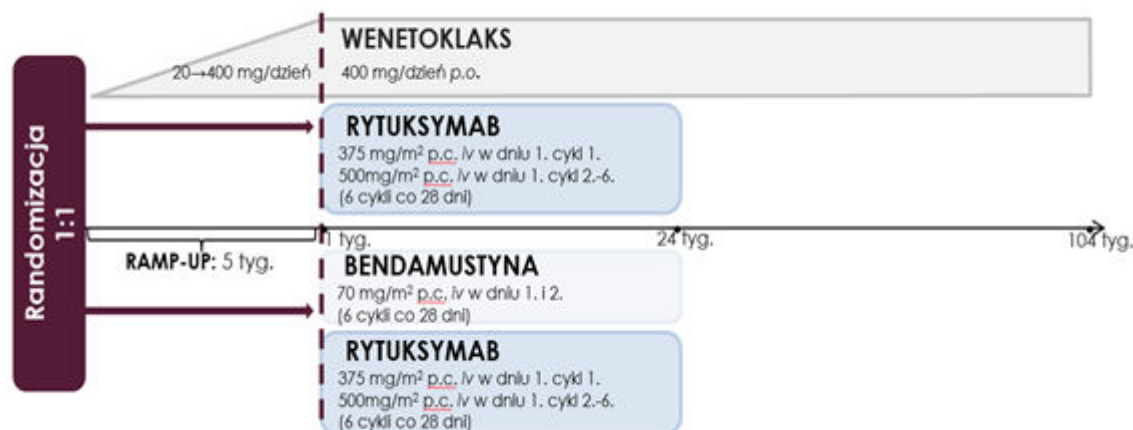 Randomizacja
1:1
WENETOKLAKS
20→400 mg/dzień
400 mg/dzień p.o.
RYTUKSYMAB
375 mg/m² p.c. iv w dniu 1. cykl 1.
500mg/m² p.c. iv w dniu 1. cykl 2.-6.
(6 cykli co 28 dni)
1 tyg.
24 tyg.
104 tyg.
RAMP-UP: 5 tyg.
BENDAMUSTYNA
70 mg/m² p.c. iv w dniu 1. i 2.
(6 cykli co 28 dni)
RYTUKSYMAB
375 mg/m² p.c. iv w dniu 1. cykl 1.
500mg/m² p.c. iv w dniu 1. cykl 2.-6.
(6 cykli co 28 dni)